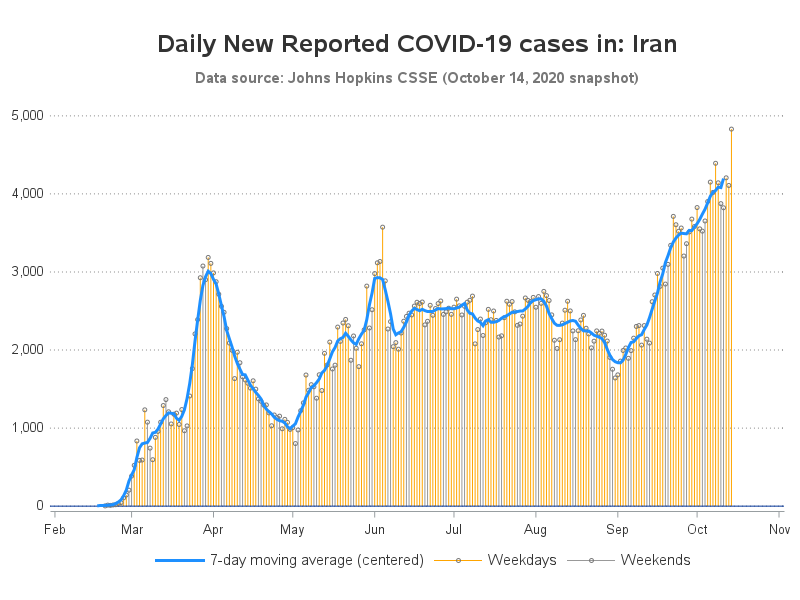 Daily New Reported COVID-19 cases in: Iran
Data source: Johns Hopkins CSSE (October 14, 2020 snapshot)
5,000
4,000
3,000
2,000
1,000
0
Feb Mar Apr May Jun Jul Aug Sep Oct Nov
7-day moving average (centered) Weekdays Weekends